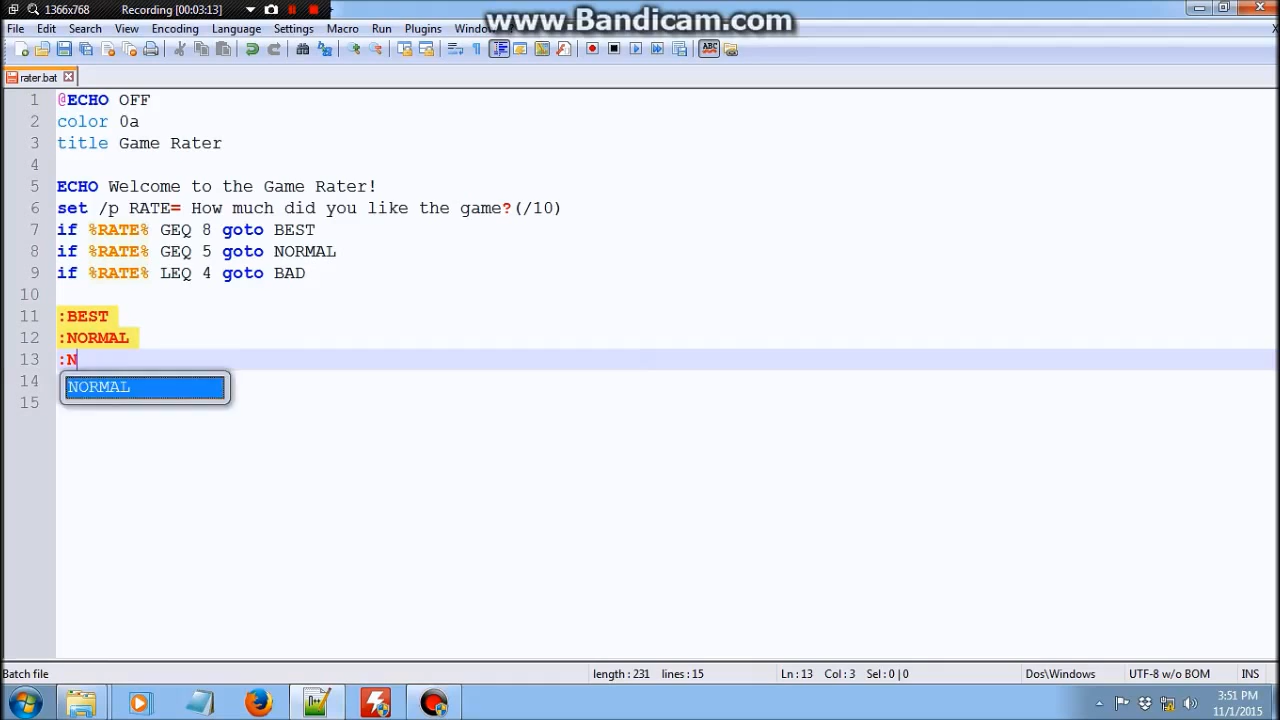 1366x768 Recording [00:03:13]
www.Bandicam.com
File Edit Search View Encoding Language Settings Macro Run Plugins Window
ABC
rater.bat
1 @ECHO OFF
2 color 0a
3 title Game Rater
4
5 ECHO Welcome to the Game Rater!
6 set /p RATE= How much did you like the game?(/10)
7 if %RATE% GEQ 8 goto BEST
8 if %RATE% GEQ 5 goto NORMAL
9 if %RATE% LEQ 4 goto BAD
10
11 :BEST
12 :NORMAL
13 :N
14 NORMAL
15
Batch file length : 231 lines : 15 Ln : 13 Col : 3 Sel : 0 | 0 Dos\Windows UTF-8 w/o BOM INS
3:51 PM
11/1/2015